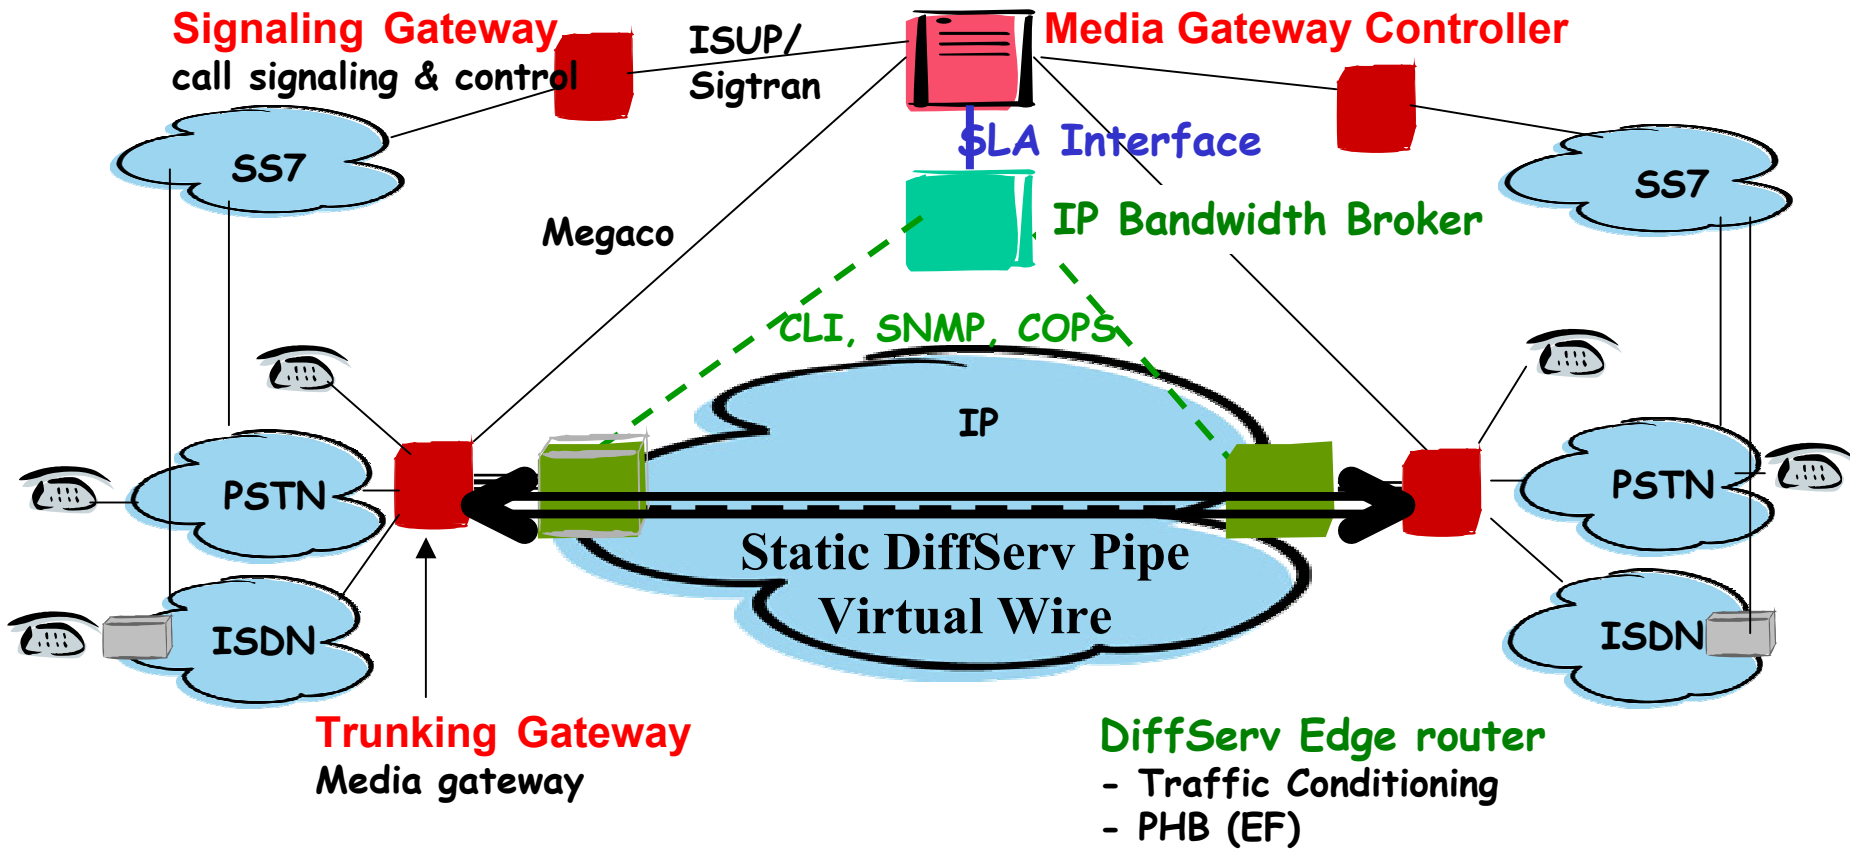 Signaling Gateway
call signaling & control
ISUP/
Sigtran
Media Gateway Controller
SLA Interface
SS7
SS7
IP Bandwidth Broker
Megaco
CLI, SNMP, COPS
IP
PSTN
PSTN
Static DiffServ Pipe
Virtual Wire
ISDN
ISDN
Trunking Gateway
Media gateway
DiffServ Edge router
- Traffic Conditioning
- PHB (EF)